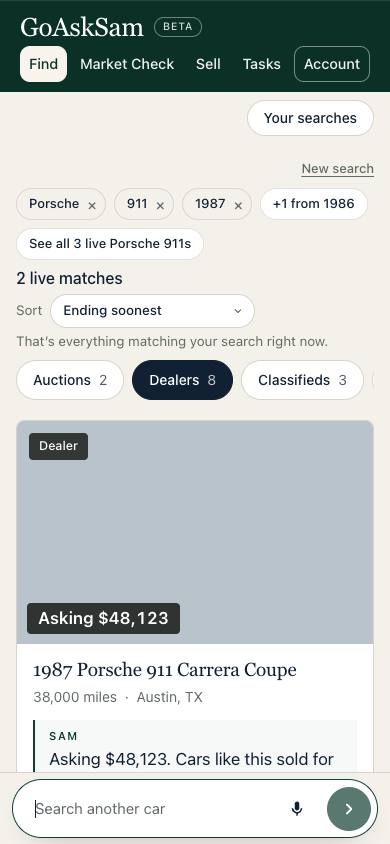 GoAskSam BETA
Find Market Check Sell Tasks Account
Your searches
New search
Porsche × 911 × 1987 × +1 from 1986
See all 3 live Porsche 911s
2 live matches
Sort Ending soonest
That's everything matching your search right now.
Auctions 2 Dealers 8 Classifieds 3
Dealer
Asking $48,123
1987 Porsche 911 Carrera Coupe
38,000 miles · Austin, TX
SAM
Asking $48,123. Cars like this sold for
Search another car